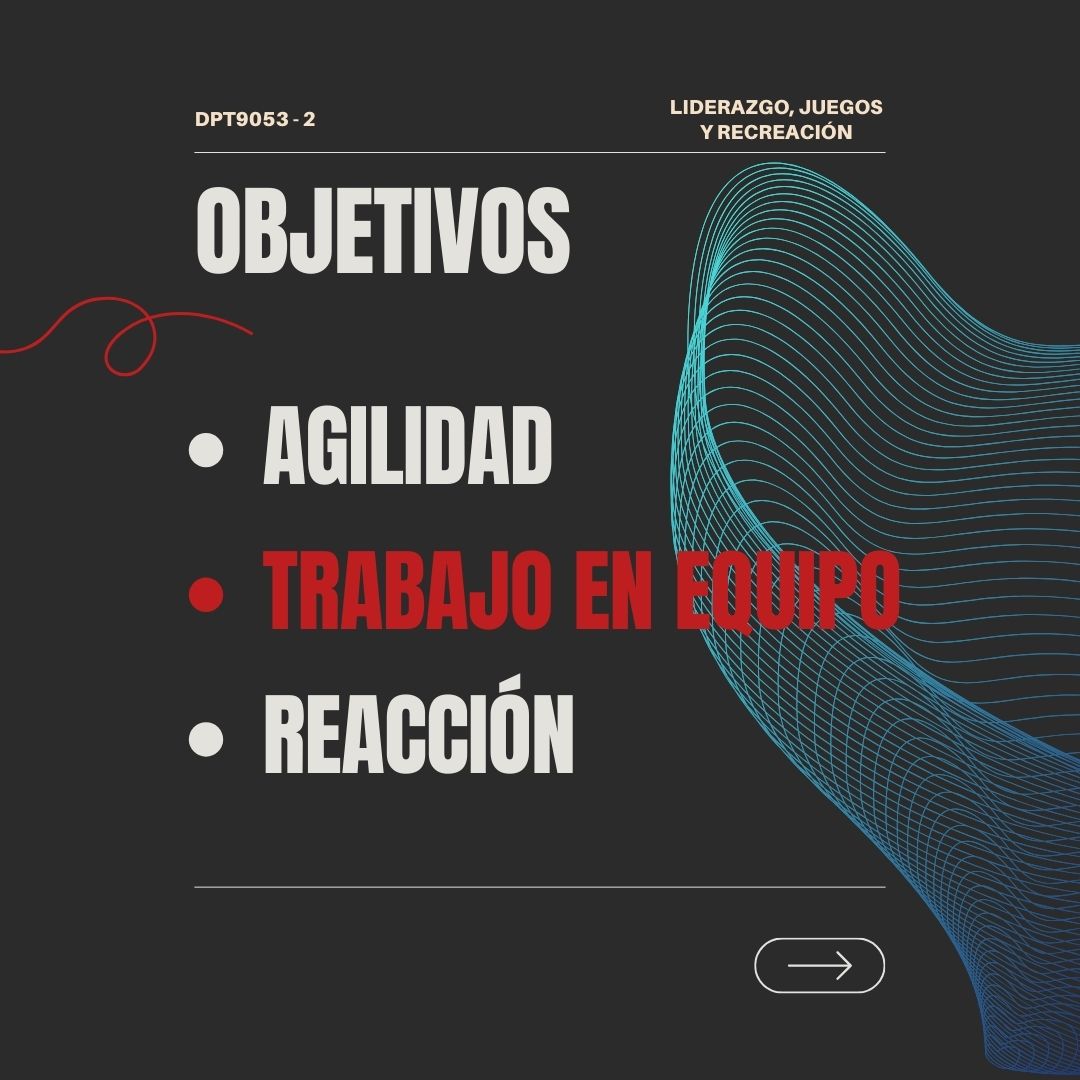 DPT9053 - 2
LIDERAZGO, JUEGOS
Y RECREACIÓN
OBJETIVOS
• AGILIDAD
• TRABAJO EN EQUIPO
• REACCIÓN